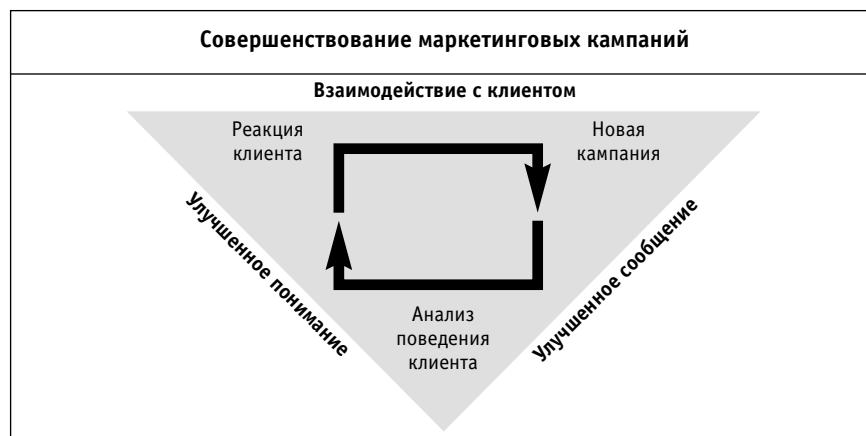 Совершенствование маркетинговых кампаний
Взаимодействие с клиентом
Реакция
клиента
Новая
кампания
Улучшенное понимание
Улучшенное сообщение
Анализ
поведения
клиента